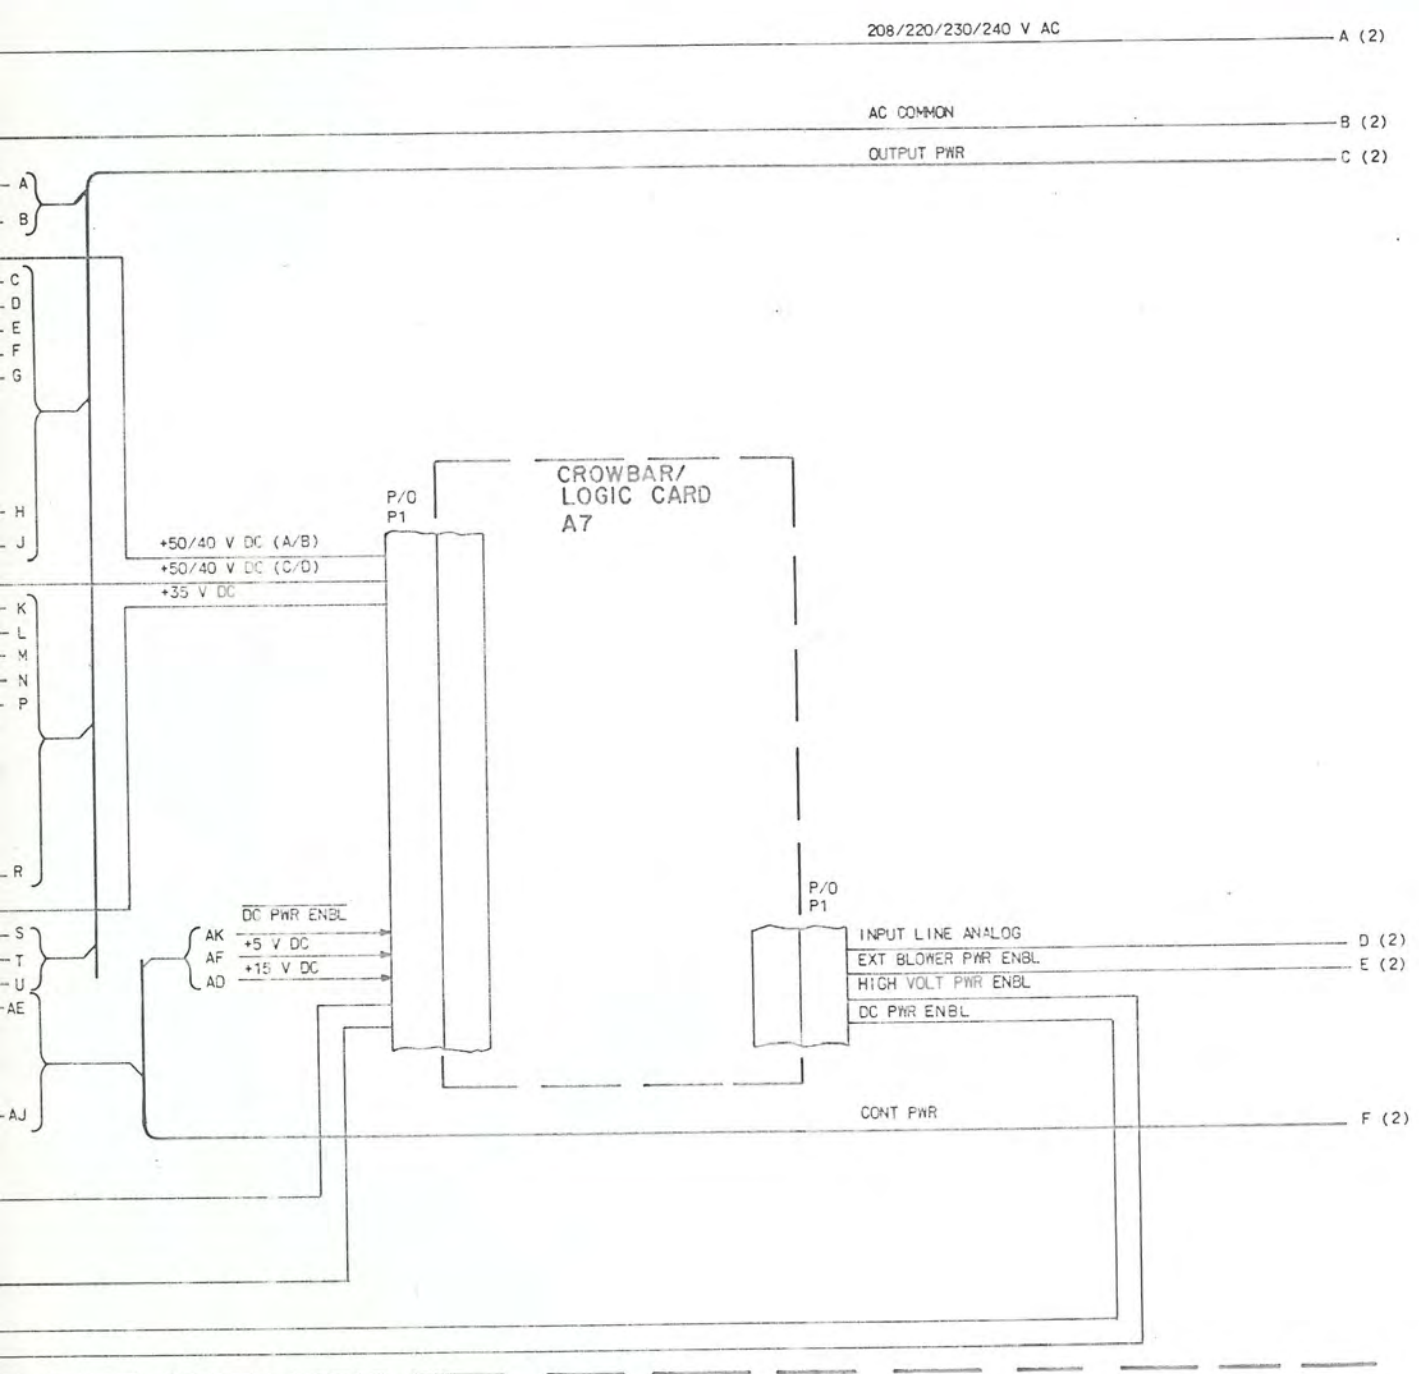 208/220/230/240 V AC
A (2)
AC COMMON
B (2)
OUTPUT PWR
C (2)
A
B
C
D
E
F
G
H
J
K
L
M
N
P
R
S
T
U
AE
AJ
CROWBAR/
LOGIC CARD
A7
P/O
P1
+50/40 V DC (A/B)
+50/40 V DC (C/D)
+35 V DC
DC PWR ENBL
AK
+5 V DC
AF
+15 V DC
AD
P/O
P1
INPUT LINE ANALOG
D (2)
EXT BLOWER PWR ENBL
E (2)
HIGH VOLT PWR ENBL
DC PWR ENBL
CONT PWR
F (2)